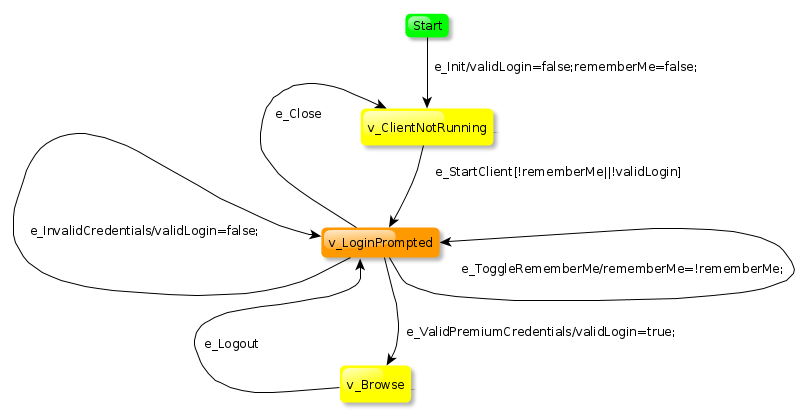 Start
e_Init/validLogin=false;rememberMe=false;
e_Close
v_ClientNotRunning
e_StartClient[!rememberMe||!validLogin]
e_InvalidCredentials/validLogin=false;
v_LoginPrompted
e_ToggleRememberMe/rememberMe=!rememberMe;
e_Logout
e_ValidPremiumCredentials/validLogin=true;
v_Browse